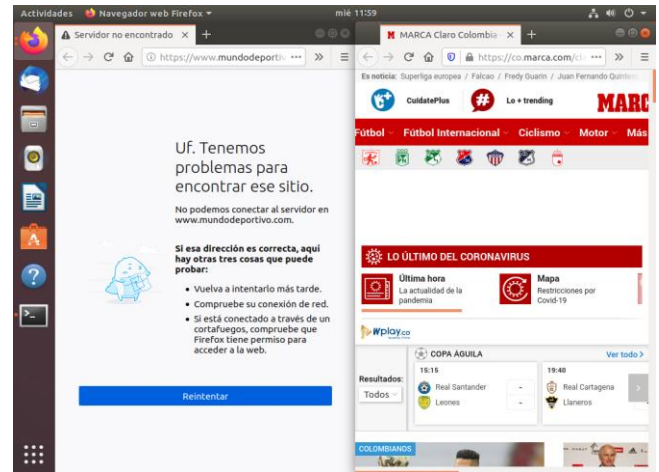 Actividades
Navegador web Firefox
mié 11:59
Servidor no encontrado
https://www.mundodeporti
Uf. Tenemos
problemas para
encontrar ese sitio.
No podemos conectar al servidor en
www.mundodeportivo.com.
Si esa dirección es correcta, aquí
hay otras tres cosas que puede
probar:
• Vuelva a intentarlo más tarde.
• Compruebe su conexión de red.
• Si está conectado a través de un
cortafuegos, compruebe que
Firefox tiene permiso para
acceder a la web.
Reintentar
MARCA Claro Colombia
https://co.marca.com/cl
Es noticia: Superliga europea / Falcao / Fredy Guarin / Juan Fernando Quintero
CuidatePlus
Lo + trending
MARC
Fútbol Fútbol Internacional Ciclismo Motor Más
LO ÚLTIMO DEL CORONAVIRUS
Última hora
La actualidad de la
pandemia
Mapa
Restricciones por
Covid-19
Wplay.co
COPA ÁGUILA
Ver todo >
Resultados:
Todos
15:15
Real Santander -
Leones -
19:40
Real Cartagena
Llaneros
COLOMBIANOS